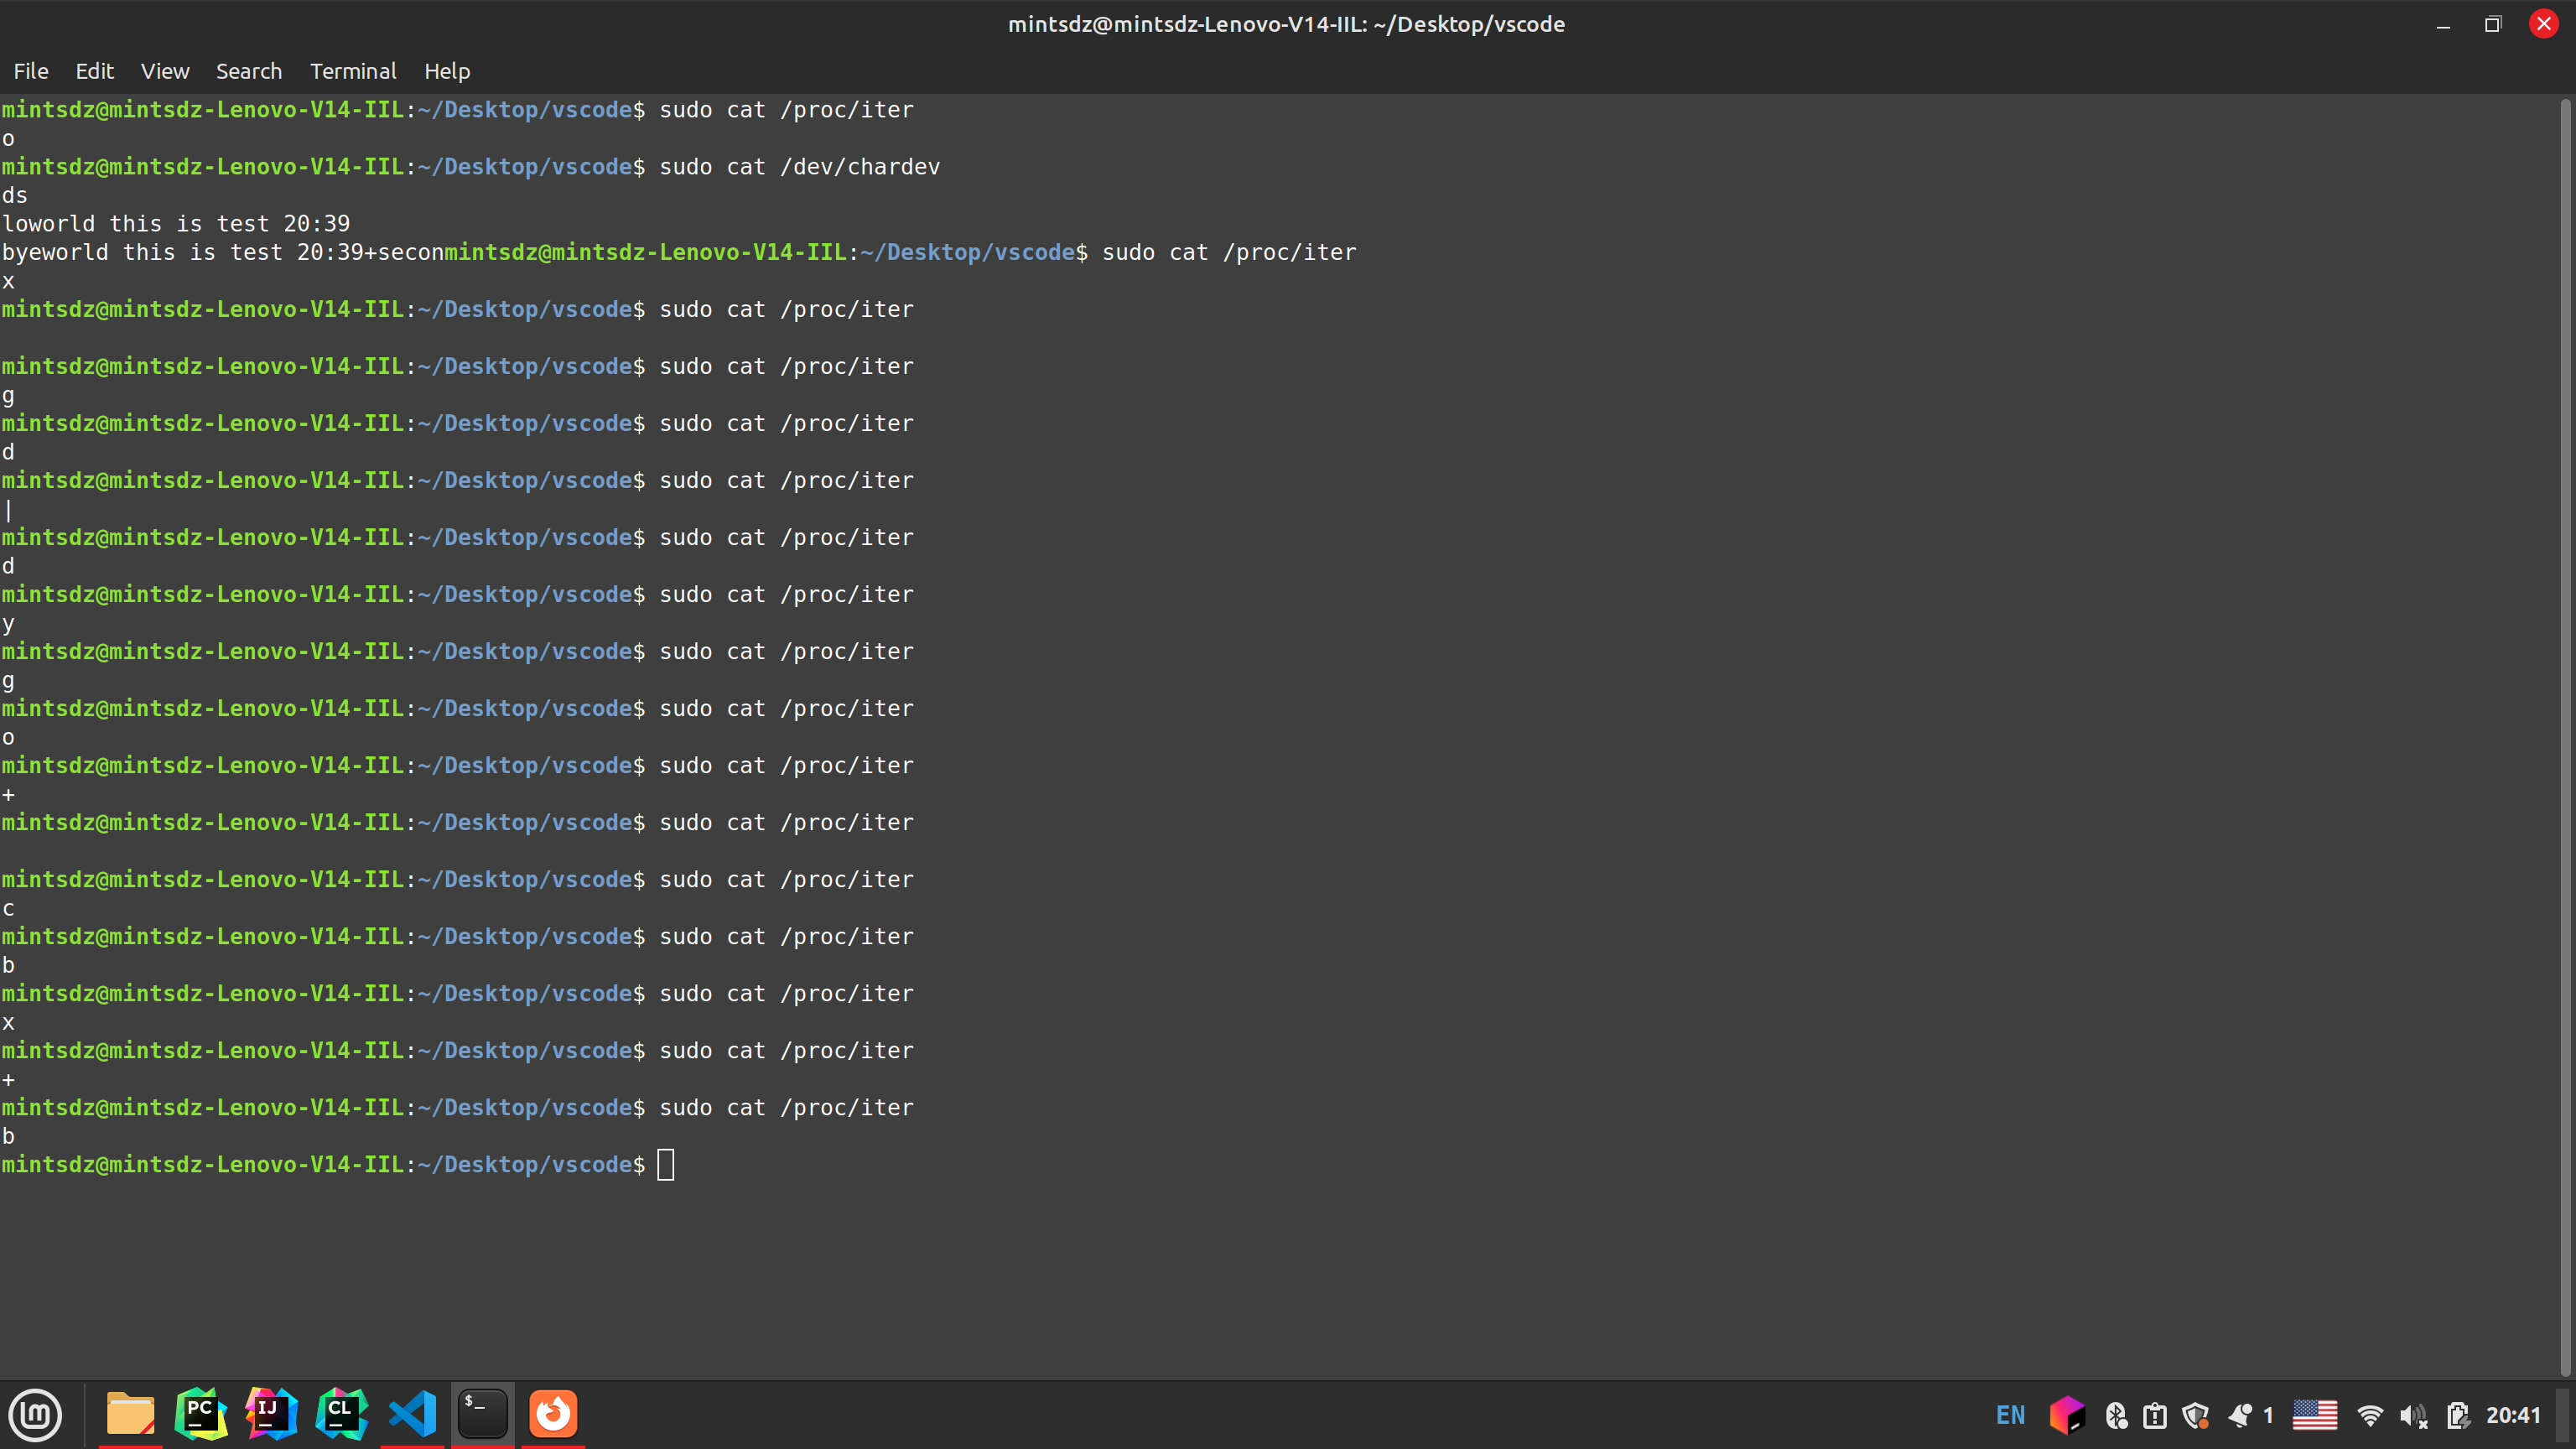 mintsdz@mintsdz-Lenovo-V14-IIL: ~/Desktop/vscode
File Edit View Search Terminal Help
mintsdz@mintsdz-Lenovo-V14-IIL:~/Desktop/vscode$ sudo cat /proc/iter
o
mintsdz@mintsdz-Lenovo-V14-IIL:~/Desktop/vscode$ sudo cat /dev/chardev
ds
loworld this is test 20:39
byeworld this is test 20:39+seconmintsdz@mintsdz-Lenovo-V14-IIL:~/Desktop/vscode$ sudo cat /proc/iter
x
mintsdz@mintsdz-Lenovo-V14-IIL:~/Desktop/vscode$ sudo cat /proc/iter
mintsdz@mintsdz-Lenovo-V14-IIL:~/Desktop/vscode$ sudo cat /proc/iter
g
mintsdz@mintsdz-Lenovo-V14-IIL:~/Desktop/vscode$ sudo cat /proc/iter
d
mintsdz@mintsdz-Lenovo-V14-IIL:~/Desktop/vscode$ sudo cat /proc/iter
|
mintsdz@mintsdz-Lenovo-V14-IIL:~/Desktop/vscode$ sudo cat /proc/iter
d
mintsdz@mintsdz-Lenovo-V14-IIL:~/Desktop/vscode$ sudo cat /proc/iter
y
mintsdz@mintsdz-Lenovo-V14-IIL:~/Desktop/vscode$ sudo cat /proc/iter
g
mintsdz@mintsdz-Lenovo-V14-IIL:~/Desktop/vscode$ sudo cat /proc/iter
o
mintsdz@mintsdz-Lenovo-V14-IIL:~/Desktop/vscode$ sudo cat /proc/iter
+
mintsdz@mintsdz-Lenovo-V14-IIL:~/Desktop/vscode$ sudo cat /proc/iter
mintsdz@mintsdz-Lenovo-V14-IIL:~/Desktop/vscode$ sudo cat /proc/iter
c
mintsdz@mintsdz-Lenovo-V14-IIL:~/Desktop/vscode$ sudo cat /proc/iter
b
mintsdz@mintsdz-Lenovo-V14-IIL:~/Desktop/vscode$ sudo cat /proc/iter
x
mintsdz@mintsdz-Lenovo-V14-IIL:~/Desktop/vscode$ sudo cat /proc/iter
+
mintsdz@mintsdz-Lenovo-V14-IIL:~/Desktop/vscode$ sudo cat /proc/iter
b
mintsdz@mintsdz-Lenovo-V14-IIL:~/Desktop/vscode$
lm PC IJ CL $_ EN 1 20:41